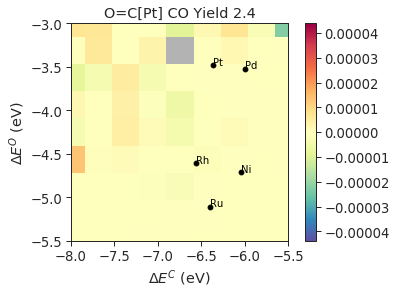 O=C[Pt] CO Yield 2.4
−3.0
−3.5
−4.0
−4.5
−5.0
−5.5
−8.0 −7.5 −7.0 −6.5 −6.0 −5.5
ΔE^O (eV)
ΔE^C (eV)
Pt
Pd
Rh
Ni
Ru
0.00004
0.00003
0.00002
0.00001
0.00000
−0.00001
−0.00002
−0.00003
−0.00004